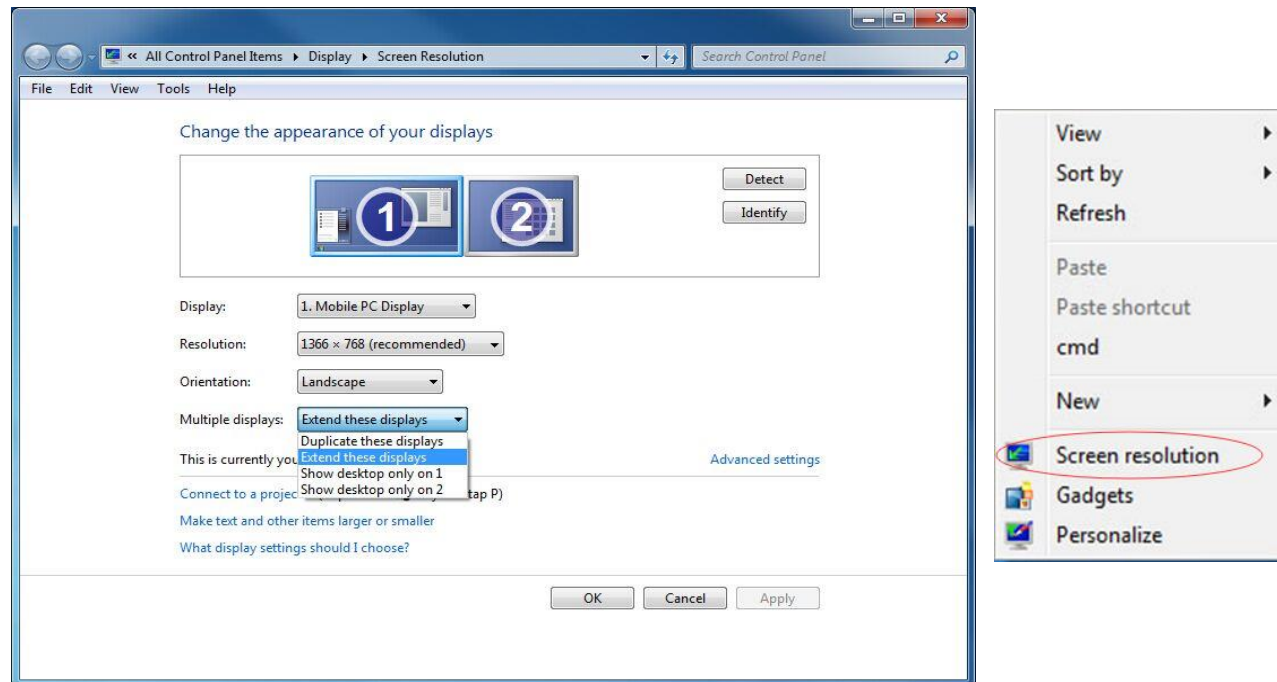 « All Control Panel Items Display Screen Resolution
Search Control Panel
File Edit View Tools Help
Change the appearance of your displays
1 2
Detect
Identify
Display: 1. Mobile PC Display
Resolution: 1366 × 768 (recommended)
Orientation: Landscape
Multiple displays: Extend these displays
Duplicate these displays
Extend these displays
Show desktop only on 1
Show desktop only on 2
This is currently Advanced settings
Connect to a tap P)
Make text and other items larger or smaller
What display settings should I choose?
OK Cancel Apply
View
Sort by
Refresh
Paste
Paste shortcut
cmd
New
Screen resolution
Gadgets
Personalize